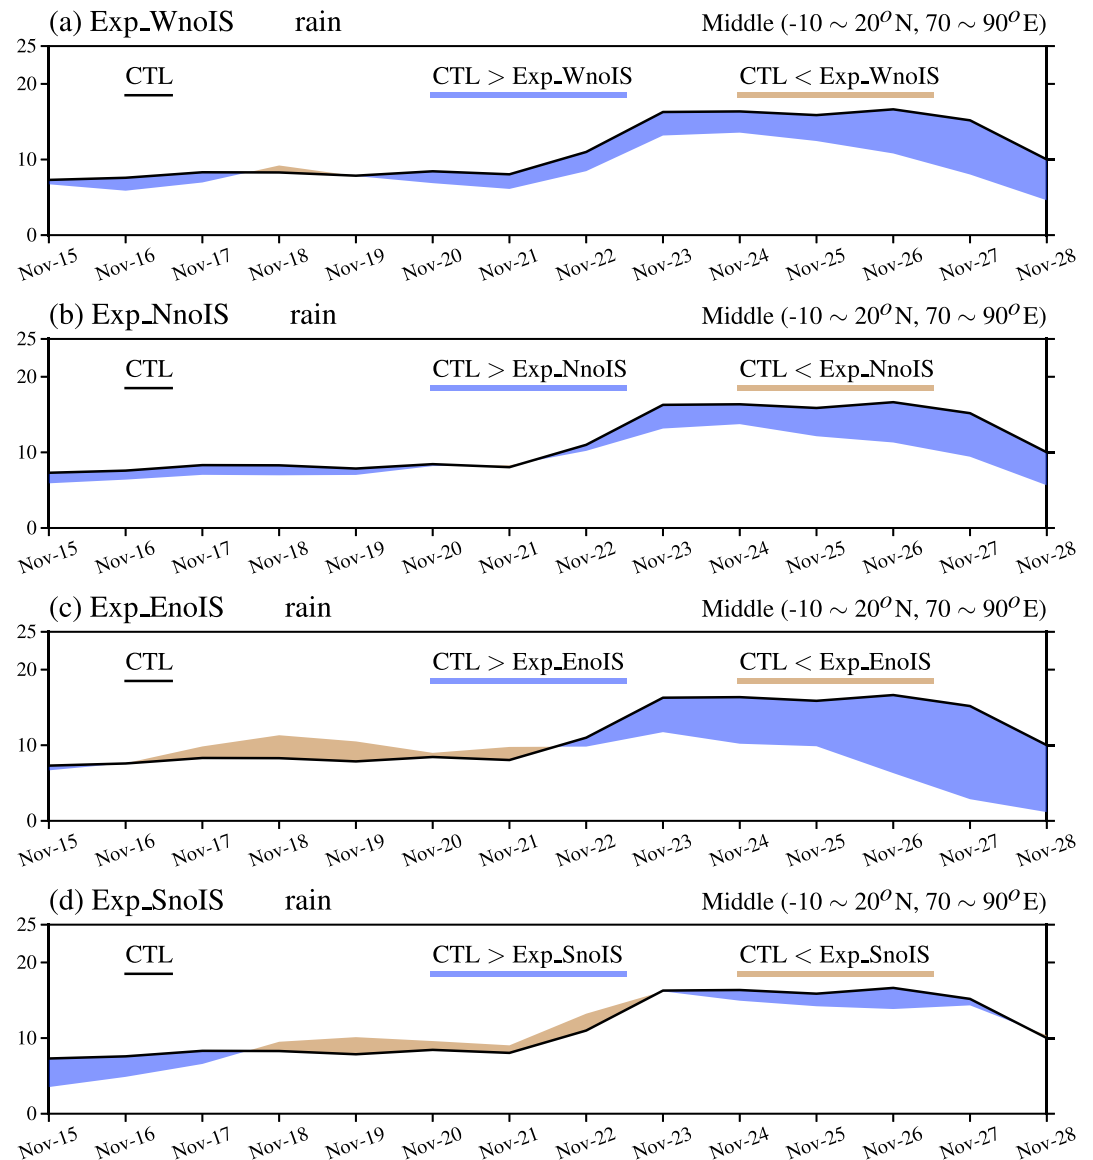 (a) Exp_WnoIS rain Middle (-10 ∼ 20°N, 70 ∼ 90°E)
25
CTL CTL > Exp_WnoIS CTL < Exp_WnoIS
20
10
0
Nov-15 Nov-16 Nov-17 Nov-18 Nov-19 Nov-20 Nov-21 Nov-22 Nov-23 Nov-24 Nov-25 Nov-26 Nov-27 Nov-28
(b) Exp_NnoIS rain Middle (-10 ∼ 20°N, 70 ∼ 90°E)
25
CTL CTL > Exp_NnoIS CTL < Exp_NnoIS
20
10
0
Nov-15 Nov-16 Nov-17 Nov-18 Nov-19 Nov-20 Nov-21 Nov-22 Nov-23 Nov-24 Nov-25 Nov-26 Nov-27 Nov-28
(c) Exp_EnoIS rain Middle (-10 ∼ 20°N, 70 ∼ 90°E)
25
CTL CTL > Exp_EnoIS CTL < Exp_EnoIS
20
10
0
Nov-15 Nov-16 Nov-17 Nov-18 Nov-19 Nov-20 Nov-21 Nov-22 Nov-23 Nov-24 Nov-25 Nov-26 Nov-27 Nov-28
(d) Exp_SnoIS rain Middle (-10 ∼ 20°N, 70 ∼ 90°E)
25
CTL CTL > Exp_SnoIS CTL < Exp_SnoIS
20
10
0
Nov-15 Nov-16 Nov-17 Nov-18 Nov-19 Nov-20 Nov-21 Nov-22 Nov-23 Nov-24 Nov-25 Nov-26 Nov-27 Nov-28